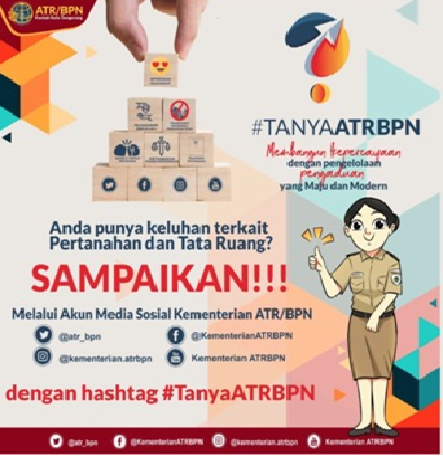 ATR/BPN
#TANYAATRBPN
Membangun Kepercayaan
dengan pengelolaan
pengaduan
yang Maju dan Modern
Anda punya keluhan terkait
Pertanahan dan Tata Ruang?
SAMPAIKAN!!!
Melalui Akun Media Sosial Kementerian ATR/BPN
@atr_bpn
@KementerianATRBPN
@kementerian.atrbpn
Kementerian ATRBPN
dengan hashtag #TanyaATRBPN
@atr_bpn
@KementerianATRBPN
@kementerian.atrbpn
Kementerian ATRBPN